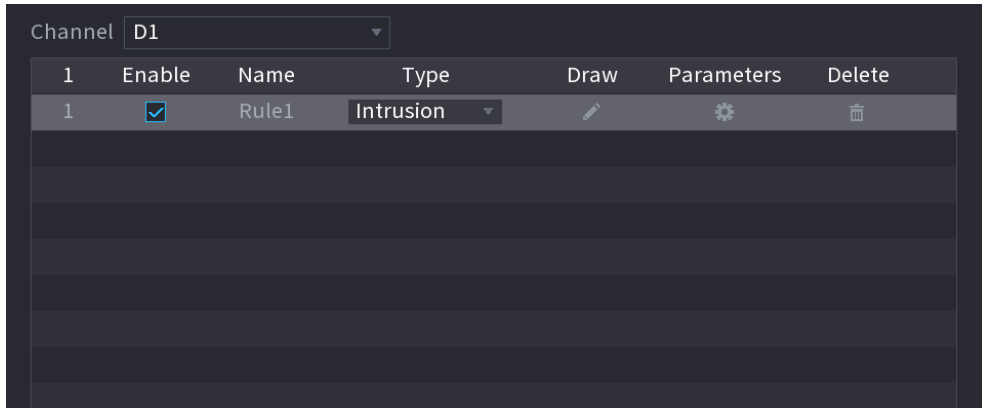 Channel D1
1 Enable Name Type Draw Parameters Delete
1 Rule1 Intrusion